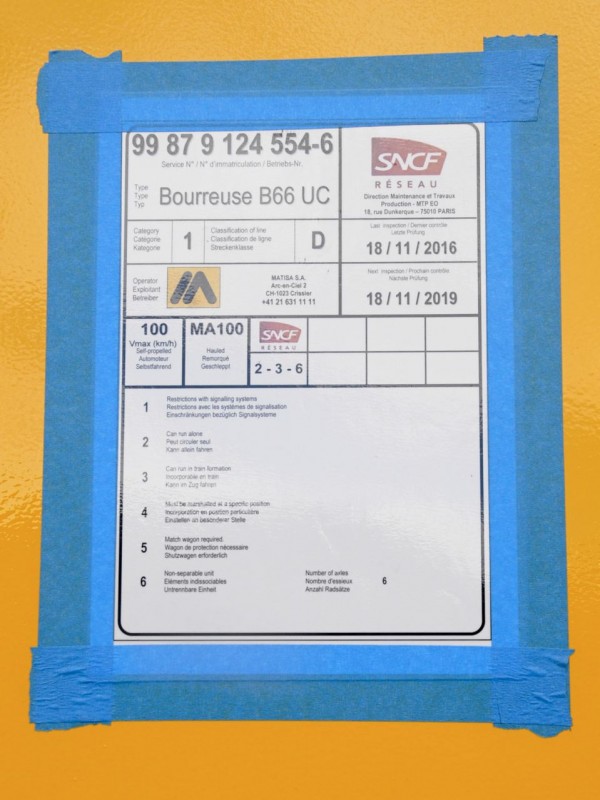 99 87 9 124 554-6
Service N° / N° d'immatriculation / Betriebs-Nr.
Type
Type
Typ
Bourreuse B66 UC
SNCF
RÉSEAU
Direction Maintenance et Travaux
Production - MTP EO
18, rue Dunkerque – 75010 PARIS
Category
Catégorie
Kategorie
1
Classification of line
Classification de ligne
Streckenklasse
D
Late inspection / Dernier contrôle
Letzte Prüfung
18 / 11 / 2016
Operator
Exploitant
Betreiber
MATISA S.A.
Arc-en-Ciel 2
CH-1023 Crissier
+41 21 631 11 11
Next inspection / Prochain contrôle
Nächste Prüfung
18 / 11 / 2019
100
Vmax (km/h)
Self-propelled
Automoteur
Selbstfahrend
MA100
Hauled
Remorqué
Geschleppt
SNCF
RÉSEAU
2 - 3 - 6
1
Restrictions with signalling systems
Restrictions avec les systèmes de signalisation
Einschränkungen bezüglich Signalsysteme
2
Can run alone
Peut circuler seul
Kann allein fahren
3
Can run in train formation
Incorporable en train
Kann im Zug fahren
4
Must be marshalled in a specific position
Incorporation en position particulière
Einstellen an besonderer Stelle
5
Match wagon required
Wagon de protection nécessaire
Shutzwagen erforderlich
6
Non-separable unit
Eléments indissociables
Untrennbare Einheit
Number of axles
Nombre d'essieux
Anzahl Radsätze
6